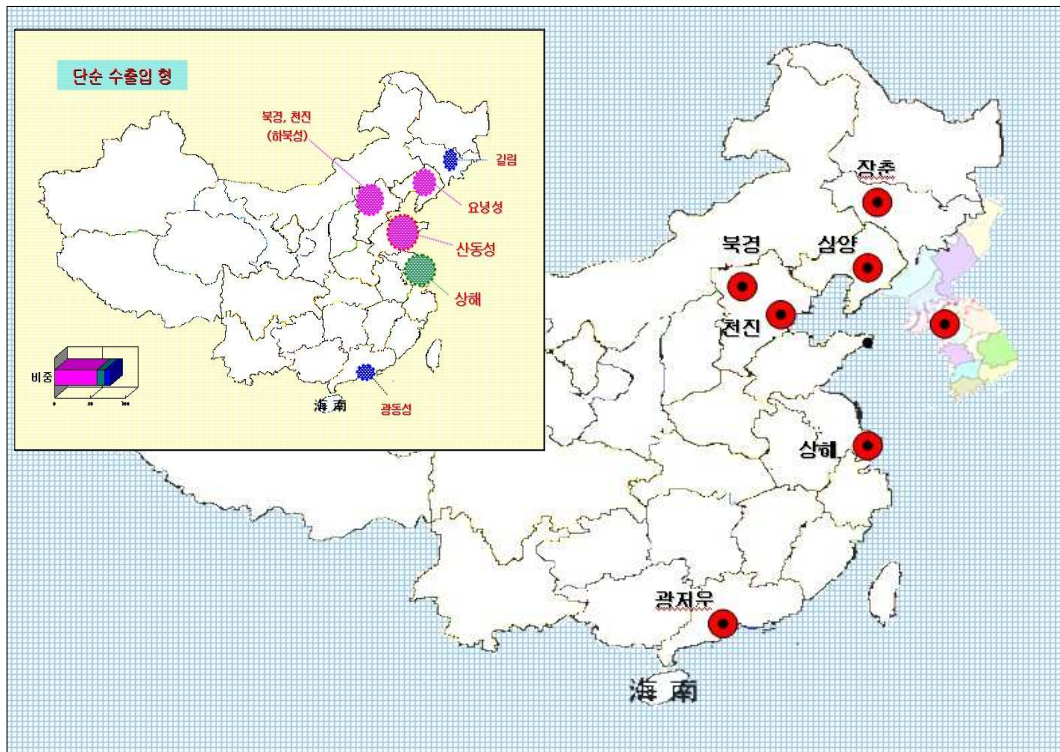 단순 수출입 형
북경, 천진
(하북성)
길림
요녕성
산동성
상해
광동성
海 南
비중
장춘
심양
북경
천진
상해
광저우
海 南